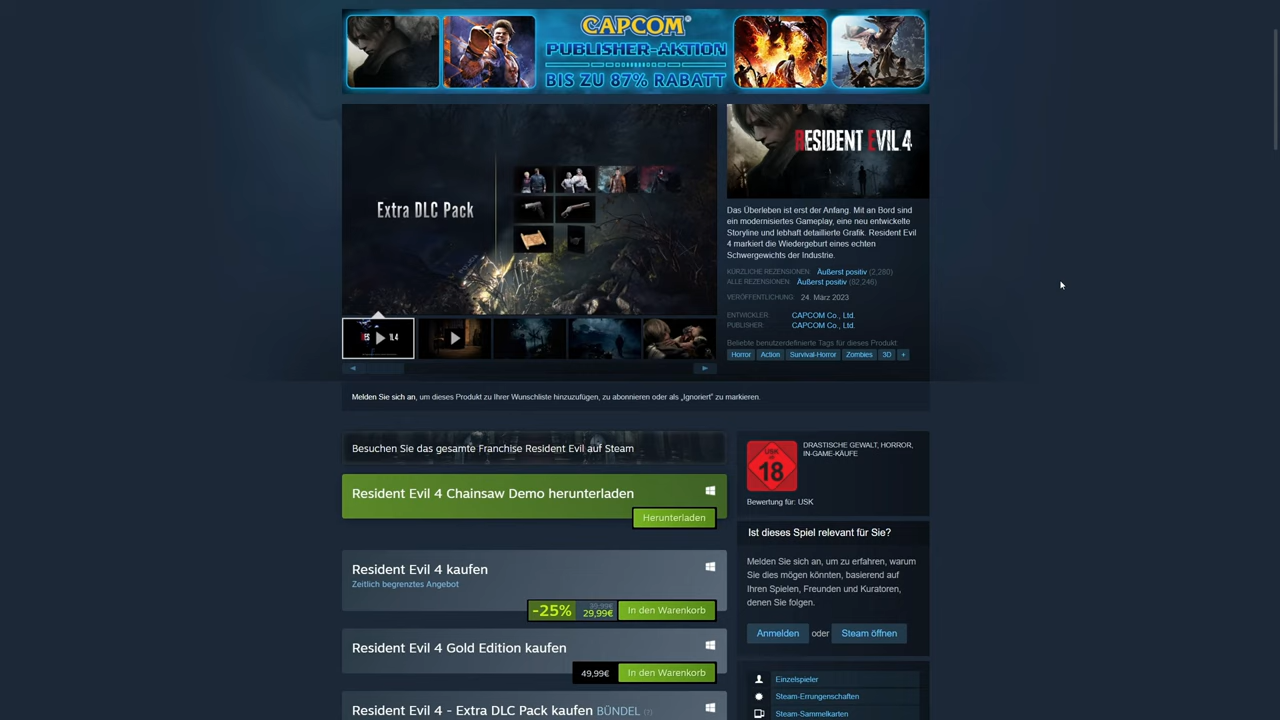 CAPCOM®
PUBLISHER-AKTION
BIS ZU 87% RABATT
Extra DLC Pack
RESIDENT EVIL 4
Das Überleben ist erst der Anfang. Mit an Bord sind
ein modernisiertes Gameplay, eine neu entwickelte
Storyline und lebhaft detaillierte Grafik. Resident Evil
4 markiert die Wiedergeburt eines echten
Schwergewichts der Industrie.
KÜRZLICHE REZENSIONEN: Äußerst positiv (2,280)
ALLE REZENSIONEN: Äußerst positiv (82,246)
VERÖFFENTLICHUNG: 24. März 2023
ENTWICKLER: CAPCOM Co., Ltd.
PUBLISHER: CAPCOM Co., Ltd.
Beliebte benutzerdefinierte Tags für dieses Produkt:
Horror Action Survival-Horror Zombies 3D +
Melden Sie sich an, um dieses Produkt zu Ihrer Wunschliste hinzuzufügen, zu abonnieren oder als „Ignoriert" zu markieren.
Besuchen Sie das gesamte Franchise Resident Evil auf Steam
Resident Evil 4 Chainsaw Demo herunterladen
Herunterladen
Resident Evil 4 kaufen
Zeitlich begrenztes Angebot
-25% 39,99€ 29,99€ In den Warenkorb
Resident Evil 4 Gold Edition kaufen
49,99€ In den Warenkorb
Resident Evil 4 - Extra DLC Pack kaufen BÜNDEL (?)
USK
18
DRASTISCHE GEWALT, HORROR,
IN-GAME-KÄUFE
Bewertung für: USK
Ist dieses Spiel relevant für Sie?
Melden Sie sich an, um zu erfahren, warum
Sie dies mögen könnten, basierend auf
Ihren Spielen, Freunden und Kuratoren,
denen Sie folgen.
Anmelden oder Steam öffnen
Einzelspieler
Steam-Errungenschaften
Steam-Sammelkarten